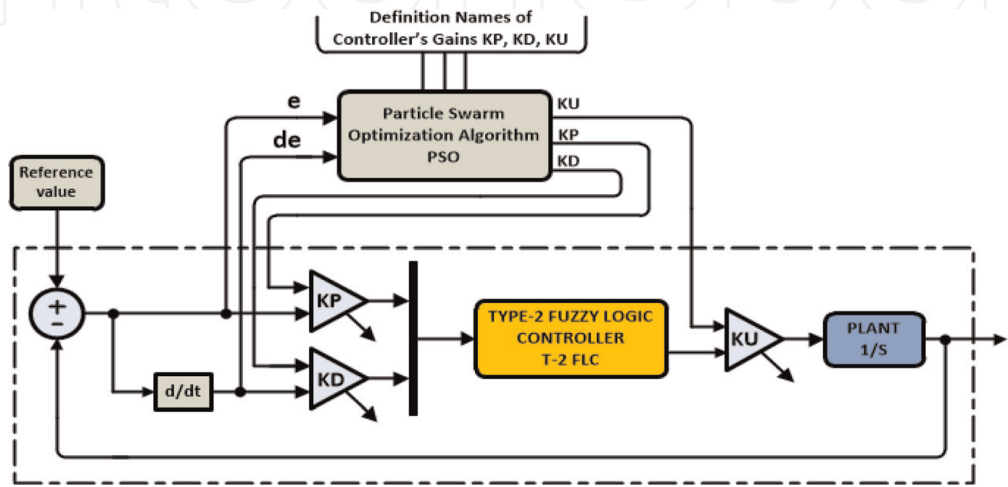 Definition Names of
Controller's Gains KP, KD, KU
e
de
Particle Swarm
Optimization Algorithm
PSO
KU
KP
KD
Reference
value
+
-
KP
KD
d/dt
TYPE-2 FUZZY LOGIC
CONTROLLER
T-2 FLC
KU
PLANT
1/S